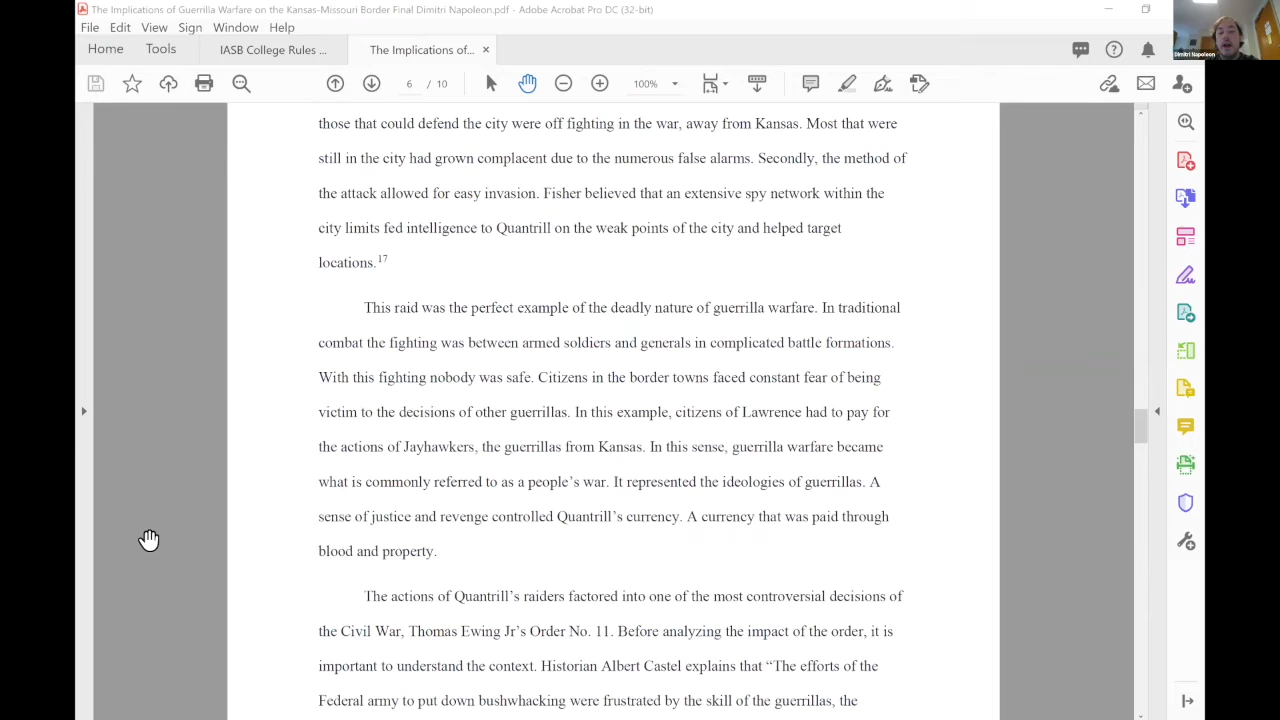 The Implications of Guerrilla Warfare on the Kansas-Missouri Border Final Dimitri Napoleon.pdf - Adobe Acrobat Pro DC (32-bit)
File Edit View Sign Window Help
Home Tools IASB College Rules ... The Implications of... ×
6 / 10 100%
Dimitri Napoleon
those that could defend the city were off fighting in the war, away from Kansas. Most that were
still in the city had grown complacent due to the numerous false alarms. Secondly, the method of
the attack allowed for easy invasion. Fisher believed that an extensive spy network within the
city limits fed intelligence to Quantrill on the weak points of the city and helped target
locations.17
This raid was the perfect example of the deadly nature of guerrilla warfare. In traditional
combat the fighting was between armed soldiers and generals in complicated battle formations.
With this fighting nobody was safe. Citizens in the border towns faced constant fear of being
victim to the decisions of other guerrillas. In this example, citizens of Lawrence had to pay for
the actions of Jayhawkers, the guerrillas from Kansas. In this sense, guerrilla warfare became
what is commonly referred to as a people’s war. It represented the ideologies of guerrillas. A
sense of justice and revenge controlled Quantrill’s currency. A currency that was paid through
blood and property.
The actions of Quantrill’s raiders factored into one of the most controversial decisions of
the Civil War, Thomas Ewing Jr’s Order No. 11. Before analyzing the impact of the order, it is
important to understand the context. Historian Albert Castel explains that “The efforts of the
Federal army to put down bushwhacking were frustrated by the skill of the guerrillas, the